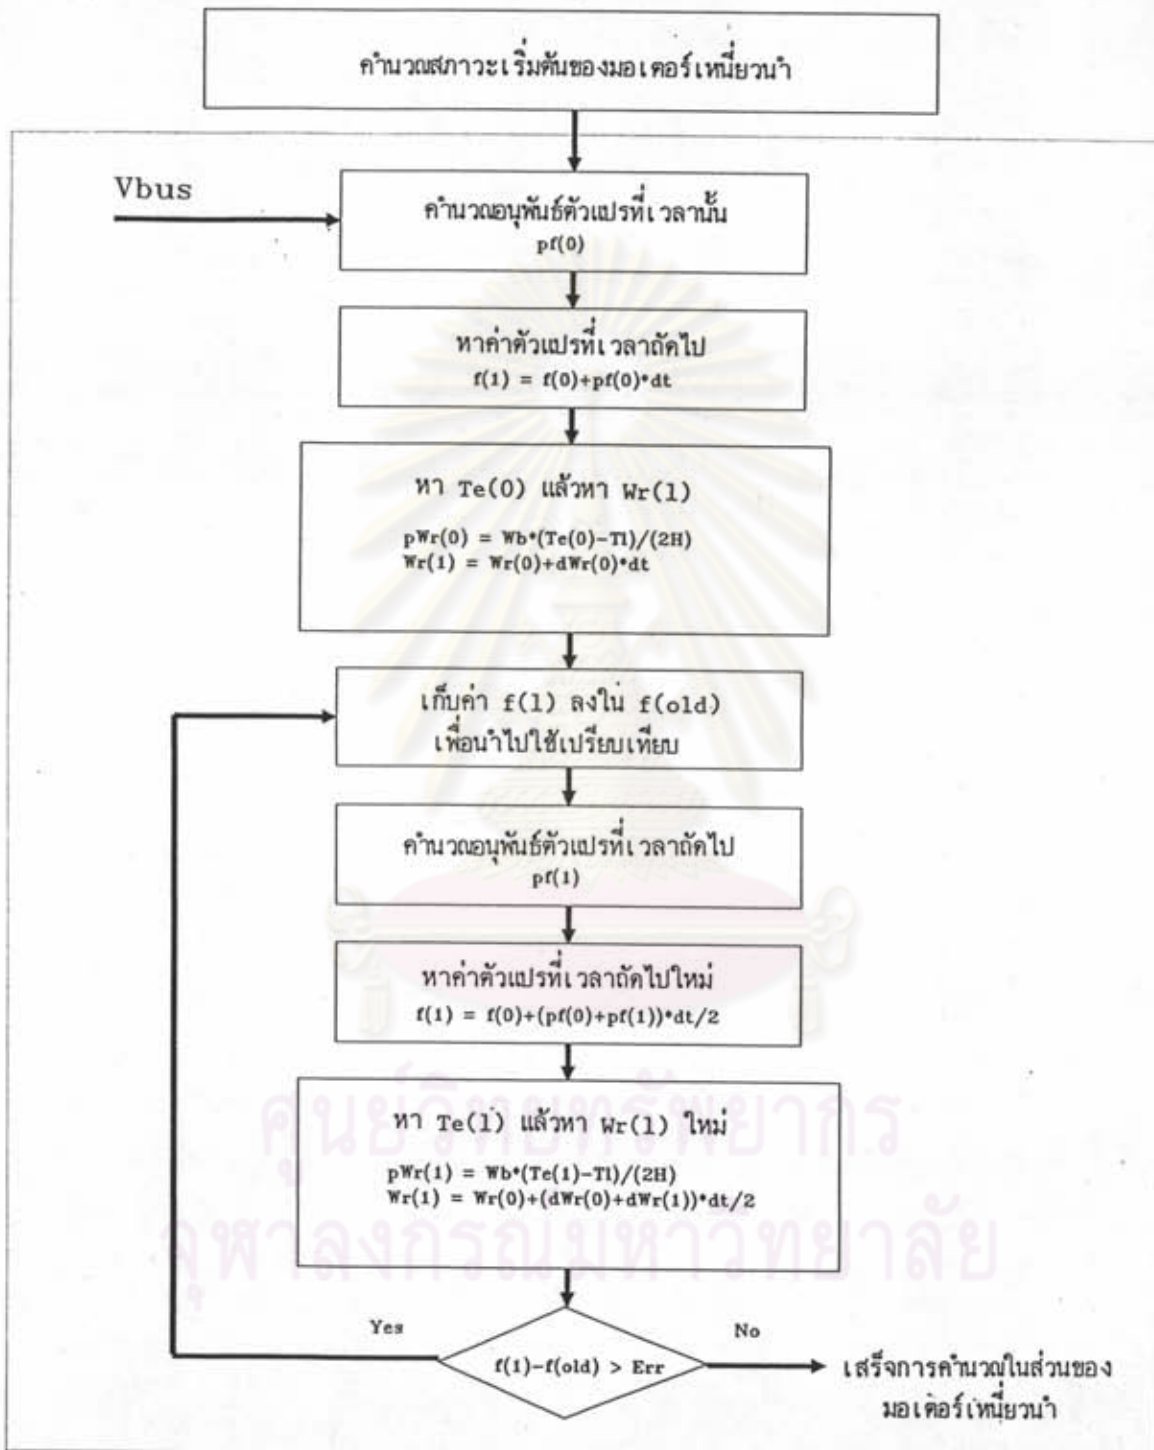 คำนวณสภาวะเริ่มต้นของมอเตอร์เหนี่ยวนำ
Vbus
คำนวณอนุพันธ์ตัวแปรที่เวลานั้น
pf(0)
หาค่าตัวแปรที่เวลาถัดไป
f(1) = f(0)+pf(0)*dt
หา Te(0) แล้วหา Wr(1)
pWr(0) = Wb*(Te(0)-Tl)/(2H)
Wr(1) = Wr(0)+dWr(0)*dt
เก็บค่า f(1) ลงใน f(old)
เพื่อนำไปใช้เปรียบเทียบ
คำนวณอนุพันธ์ตัวแปรที่เวลาถัดไป
pf(1)
หาค่าตัวแปรที่เวลาถัดไปใหม่
f(1) = f(0)+(pf(0)+pf(1))*dt/2
หา Te(1) แล้วหา Wr(1) ใหม่
pWr(1) = Wb*(Te(1)-Tl)/(2H)
Wr(1) = Wr(0)+(dWr(0)+dWr(1))*dt/2
ศูนย์วิทยทรัพยากร
จุฬาลงกรณ์มหาวิทยาลัย
Yes
No
f(1)-f(old) > Err
เสร็จการคำนวณในส่วนของ
มอเตอร์เหนี่ยวนำ